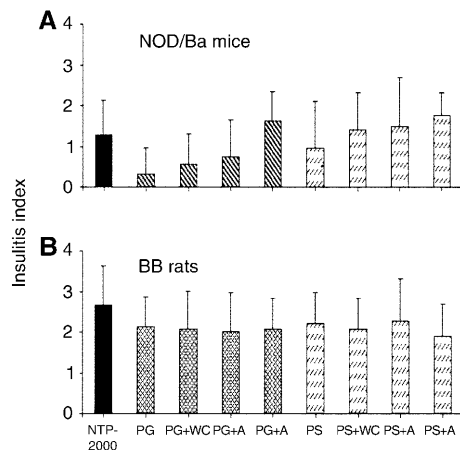 A
NOD/Ba mice
4
3
2
1
0
Insulitis index
B
BB rats
4
3
2
1
0
NTP-2000 PG PG+WC PG+A PG+A PS PS+WC PS+A PS+A